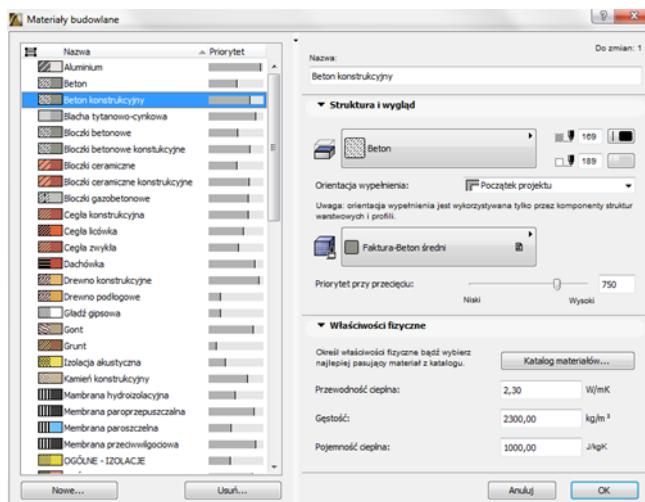 Materiały budowlane
Nazwa Priorytet
Aluminium
Beton
Beton konstrukcyjny
Blacha tytanowo-cynkowa
Bloczki betonowe
Bloczki betonowe konstukcyjne
Bloczki ceramiczne
Bloczki ceramiczne konstrukcyjne
Bloczki gazobetonowe
Cegła konstrukcyjna
Cegła licówka
Cegła zwykła
Dachówka
Drewno konstrukcyjne
Drewno podłogowe
Gładź gipsowa
Gont
Grunt
Izolacja akustyczna
Kamień konstrukcyjny
Mambrana hydroizolacyjna
Membrana paroprzepuszczalna
Membrana paroszczelna
Membrana przeciwwilgociowa
OGÓLNE - IZOLACJE
Nowe...
Usuń...
Do zmian: 1
Nazwa:
Beton konstrukcyjny
Struktura i wygląd
Beton
169
189
Orientacja wypełnienia:
Początek projektu
Uwaga: orientacja wypełnienia jest wykorzystywana tylko przez komponenty struktur
warstwowych i profili.
Faktura-Beton średni
Priorytet przy przecięciu:
750
Niski
Wysoki
Właściwości fizyczne
Określ właściwości fizyczne bądź wybierz
najlepiej pasujący materiał z katalogu.
Katalog materiałów...
Przewodność cieplna:
2,30
W/mK
Gęstość:
2300,00
kg/m³
Pojemność cieplna:
1000,00
J/kgK
Anuluj
OK